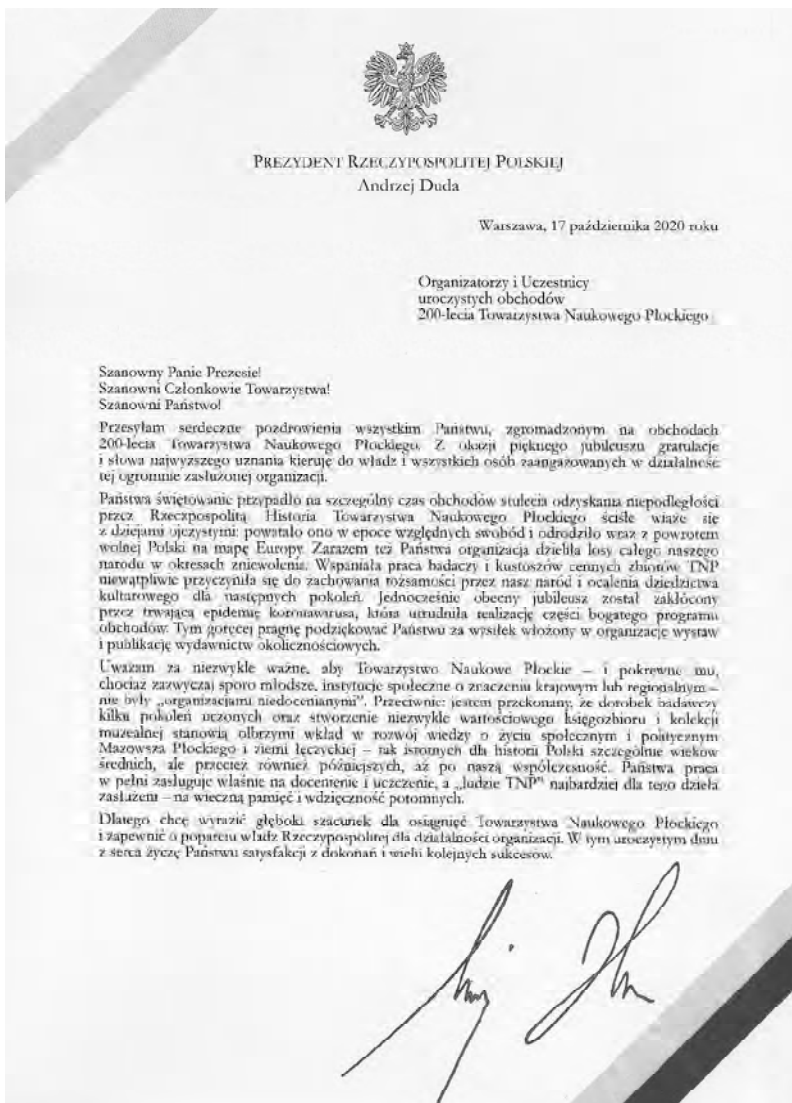 PREZYDENT RZECZYPOSPOLITEJ POLSKIEJ
Andrzej Duda
Warszawa, 17 października 2020 roku
Organizatorzy i Uczestnicy
uroczystych obchodów
200-lecia Towarzystwa Naukowego Płockiego
Szanowny Panie Prezesie!
Szanowni Członkowie Towarzystwa!
Szanowni Państwo!
Przesyłam serdeczne pozdrowienia wszystkim Państwu, zgromadzonym na obchodach
200-lecia Towarzystwa Naukowego Płockiego. Z okazji pięknego jubileuszu gratulacje
i słowa najwyższego uznania kieruję do władz i wszystkich osób zaangażowanych w działalność
tej ogromnie zasłużonej organizacji.
Państwa świętowanie przypadło na szczególny czas obchodów stulecia odzyskania niepodległości
przez Rzeczpospolitą. Historia Towarzystwa Naukowego Płockiego ściśle wiąże się
z dziejami ojczystymi: powstało ono w epoce względnych swobód i odrodziło wraz z powrotem
wolnej Polski na mapę Europy. Zarazem też Państwa organizacja dzieliła losy całego naszego
narodu w okresach zniewolenia. Wspaniała praca badaczy i kustoszów cennych zbiorów TNP
niewątpliwie przyczyniła się do zachowania tożsamości przez nasz naród i ocalenia dziedzictwa
kulturowego dla następnych pokoleń. Jednocześnie obecny jubileusz został zakłócony
przez trwającą epidemię koronawirusa, która utrudniła realizację części bogatego programu
obchodów. Tym goręcej pragnę podziękować Państwu za wysiłek włożony w organizację wystaw
i publikację wydawnictw okolicznościowych.
Uważam za niezwykle ważne, aby Towarzystwo Naukowe Płockie – i pokrewne mu,
chociaż zazwyczaj sporo młodsze, instytucje społeczne o znaczeniu krajowym lub regionalnym –
nie były „organizacjami niedocenianymi”. Przeciwnie: jestem przekonany, że dorobek badawczy
kilku pokoleń uczonych oraz stworzenie niezwykle wartościowego księgozbioru i kolekcji
muzealnej stanowią olbrzymi wkład w rozwój wiedzy o życiu społecznym i politycznym
Mazowsza Płockiego i ziemi łęczyckiej – tak istotnych dla historii Polski szczególnie wieków
średnich, ale przecież również późniejszych, aż po naszą współczesność. Państwa praca
w pełni zasługuje właśnie na docenienie i uczczenie, a „ludzie TNP” najbardziej dla tego dzieła
zasłużeni – na wieczną pamięć i wdzięczność potomnych.
Dlatego chcę wyrazić głęboki szacunek dla osiągnięć Towarzystwa Naukowego Płockiego
i zapewnić o poparciu władz Rzeczypospolitej dla działalności organizacji. W tym uroczystym dniu
z serca życzę Państwu satysfakcji z dokonań i wielu kolejnych sukcesów.